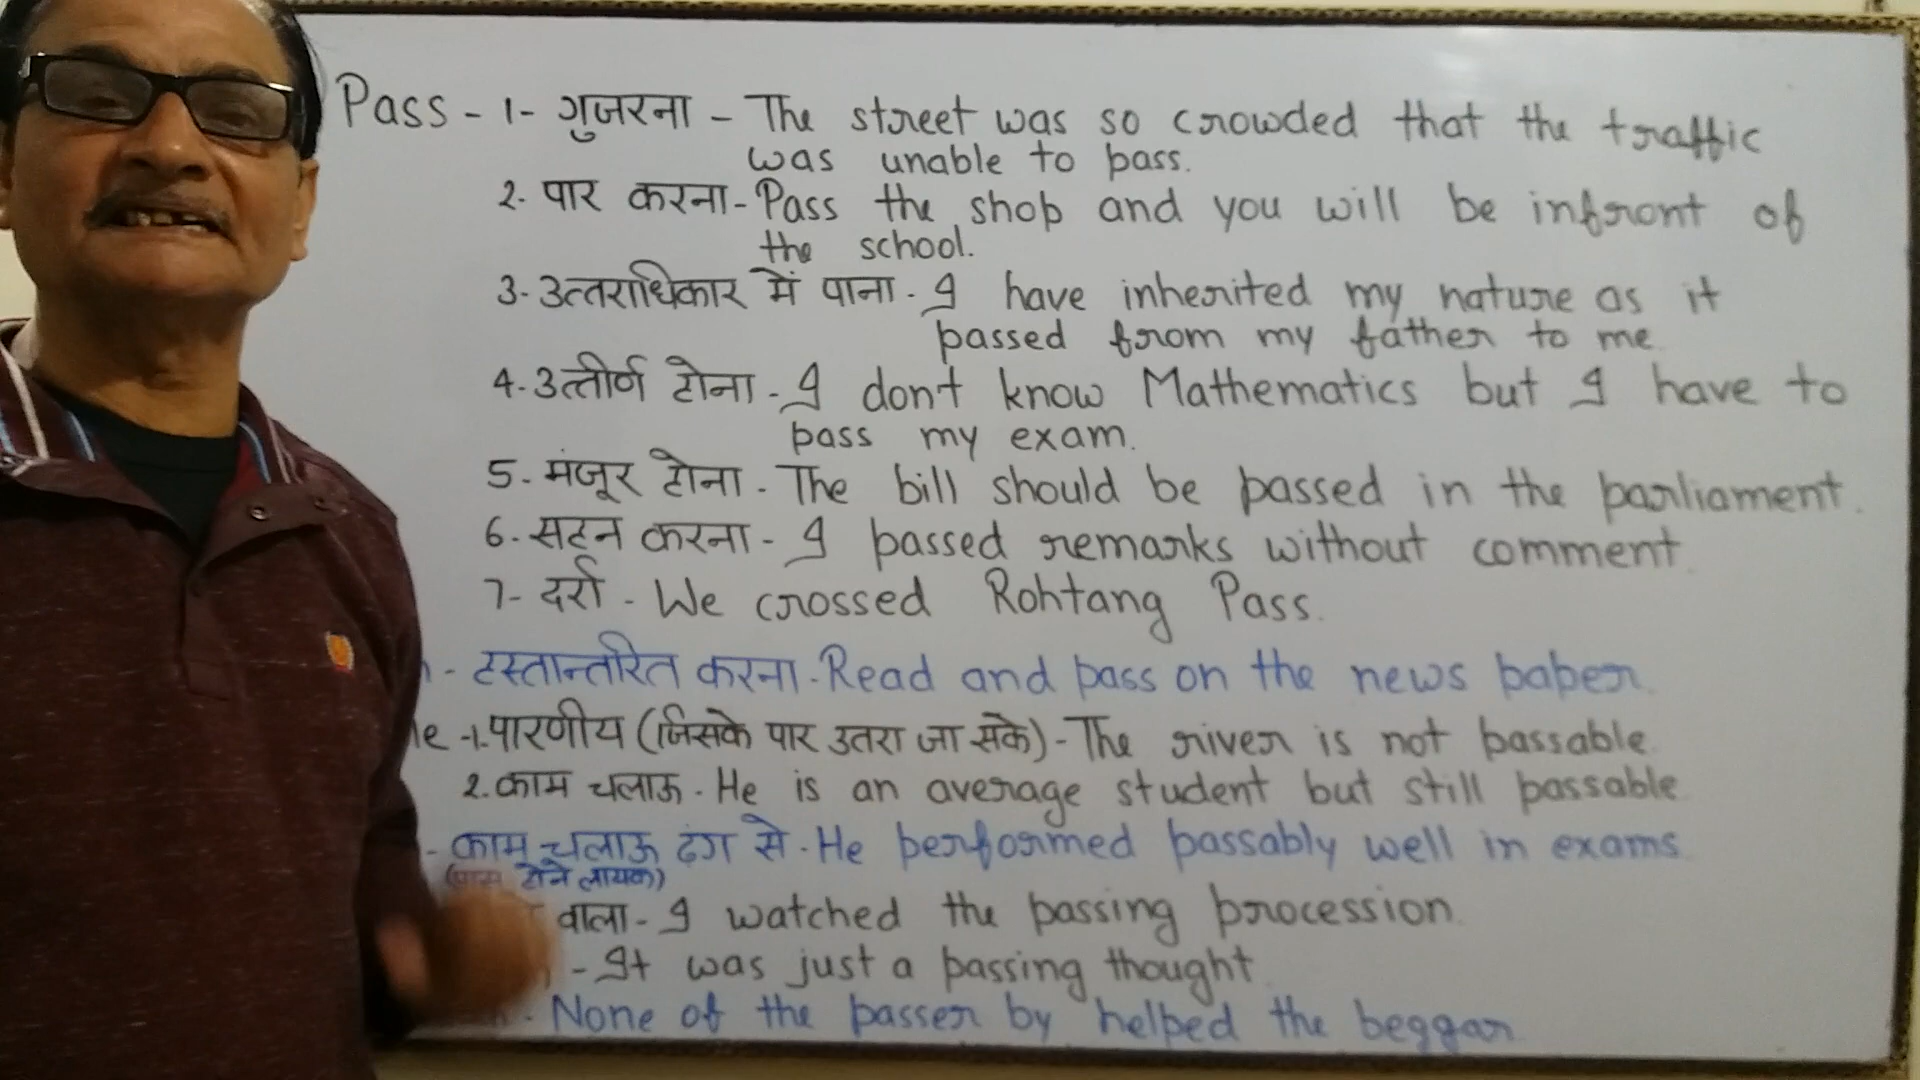 Pass - 1- गुजरना - The street was so crowded that the traffic
was unable to pass.
2- पार करना - Pass the shop and you will be infront of
the school.
3- उत्तराधिकार में पाना - I have inherited my nature as it
passed from my father to me
4- उत्तीर्ण होना - I don't know Mathematics but I have to
pass my exam.
5- मंजूर होना - The bill should be passed in the parliament.
6- सहन करना - I passed remarks without comment
7- दर्रा - We crossed Rohtang Pass.
- हस्तान्तरित करना - Read and pass on the news paper.
le -1. पारणीय (जिसके पार उतरा जा सके) - The river is not passable.
2. काम चलाऊ - He is an average student but still passable
- काम चलाऊ ढंग से - He performed passably well in exams
(पास होने लायक)
वाला - I watched the passing procession.
- It was just a passing thought.
- None of the passer by helped the beggar